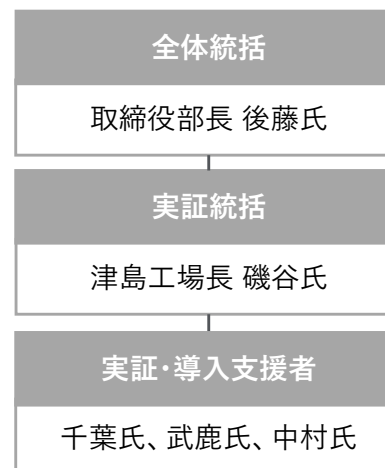 全体統括
取締役部長 後藤氏
実証統括
津島工場長 磯谷氏
実証・導入支援者
千葉氏、武鹿氏、中村氏